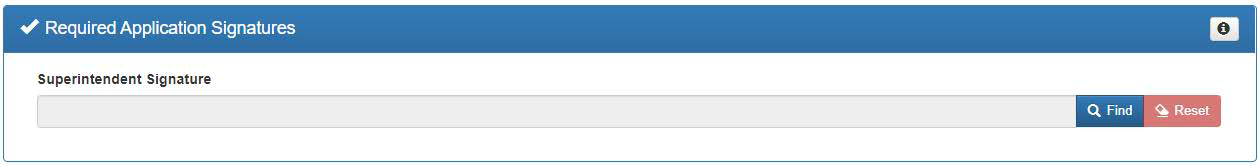 Required Application Signatures
Superintendent Signature
Find Reset